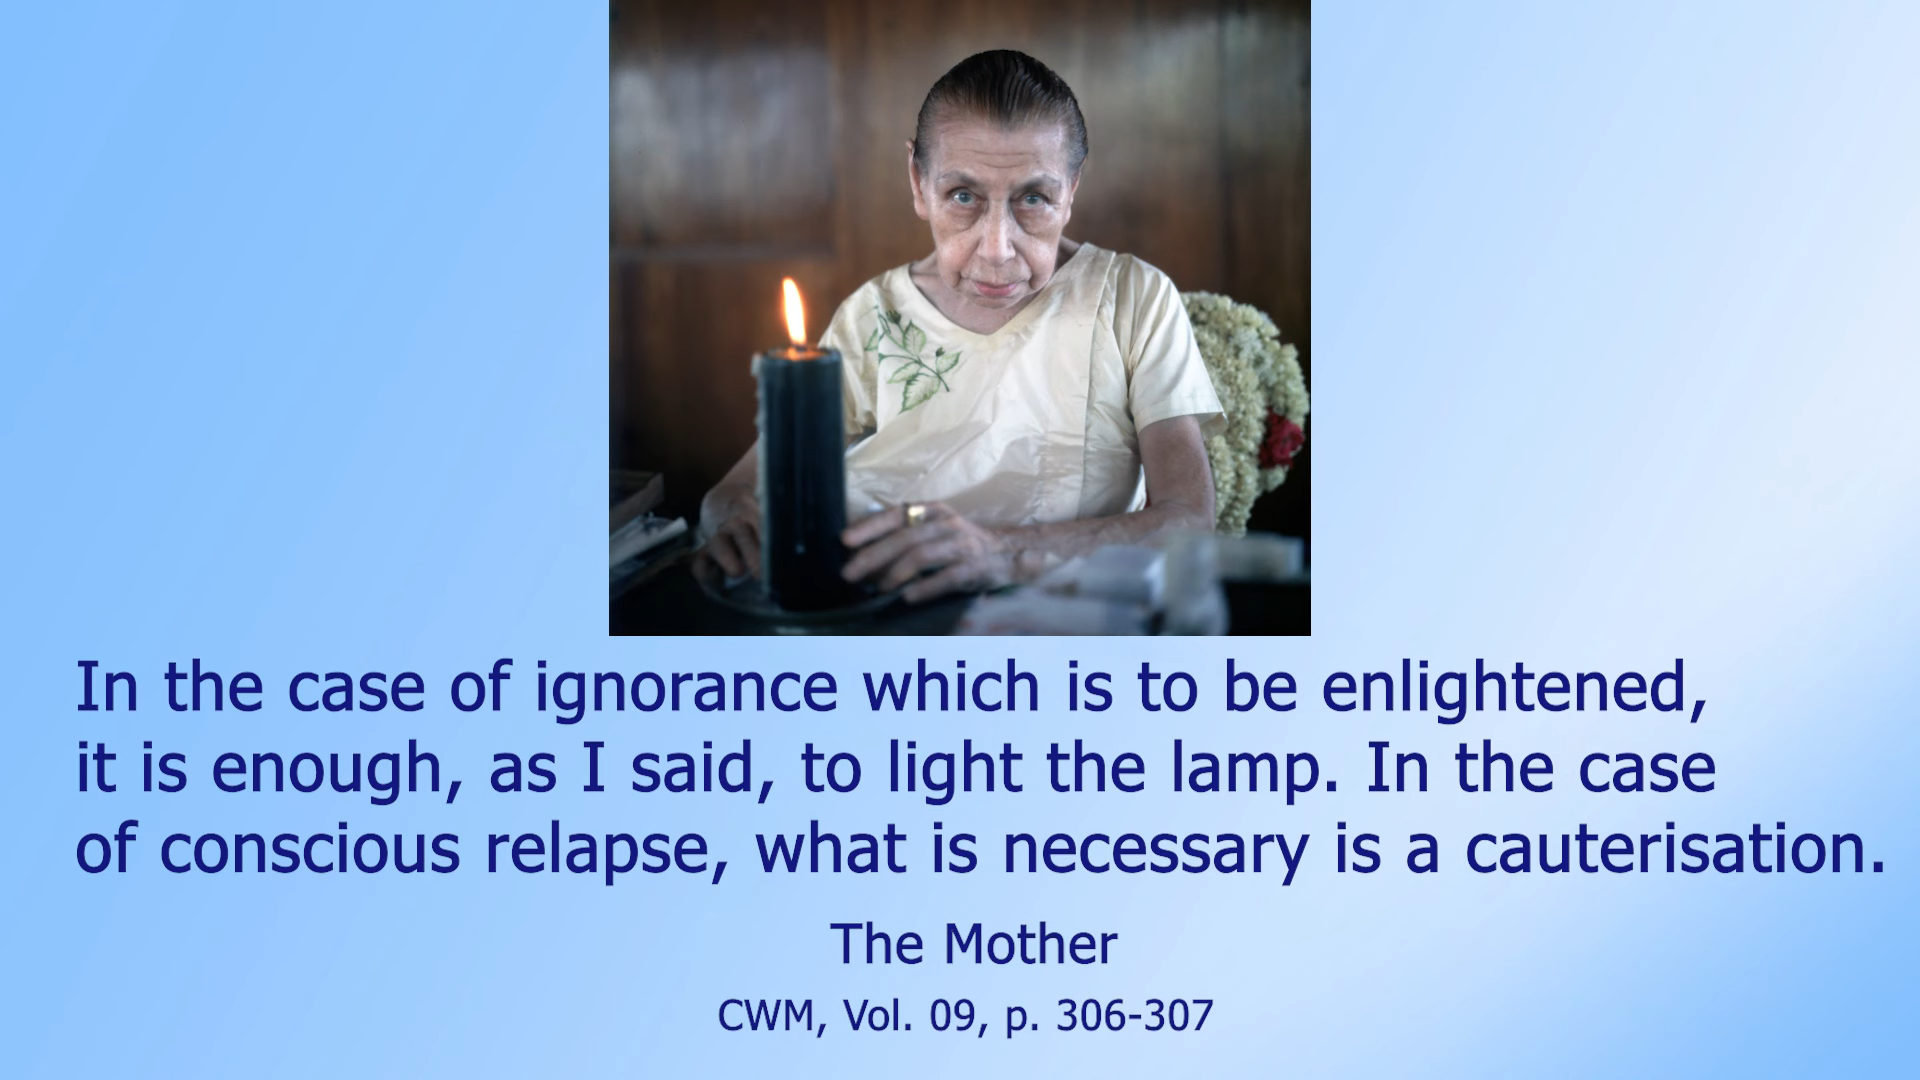 In the case of ignorance which is to be enlightened,
it is enough, as I said, to light the lamp. In the case
of conscious relapse, what is necessary is a cauterisation.
The Mother
CWM, Vol. 09, p. 306-307